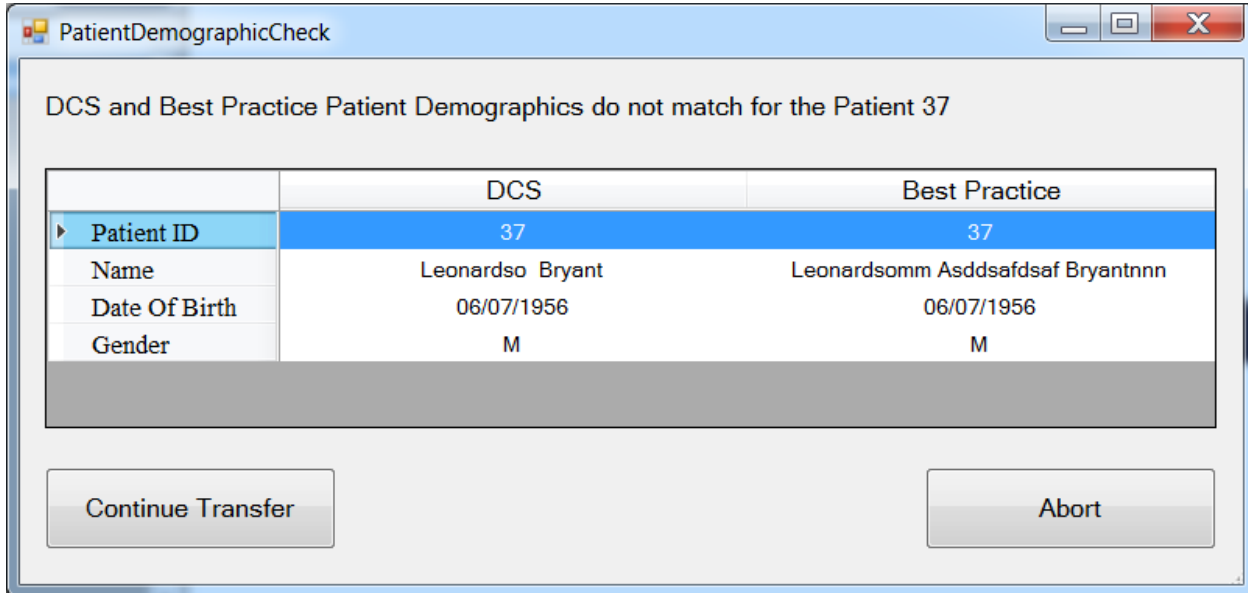 PatientDemographicCheck
DCS and Best Practice Patient Demographics do not match for the Patient 37
DCS Best Practice
Patient ID 37 37
Name Leonardso  Bryant Leonardsomm Asddsafdsaf Bryantnnn
Date Of Birth 06/07/1956 06/07/1956
Gender M M
Continue Transfer Abort